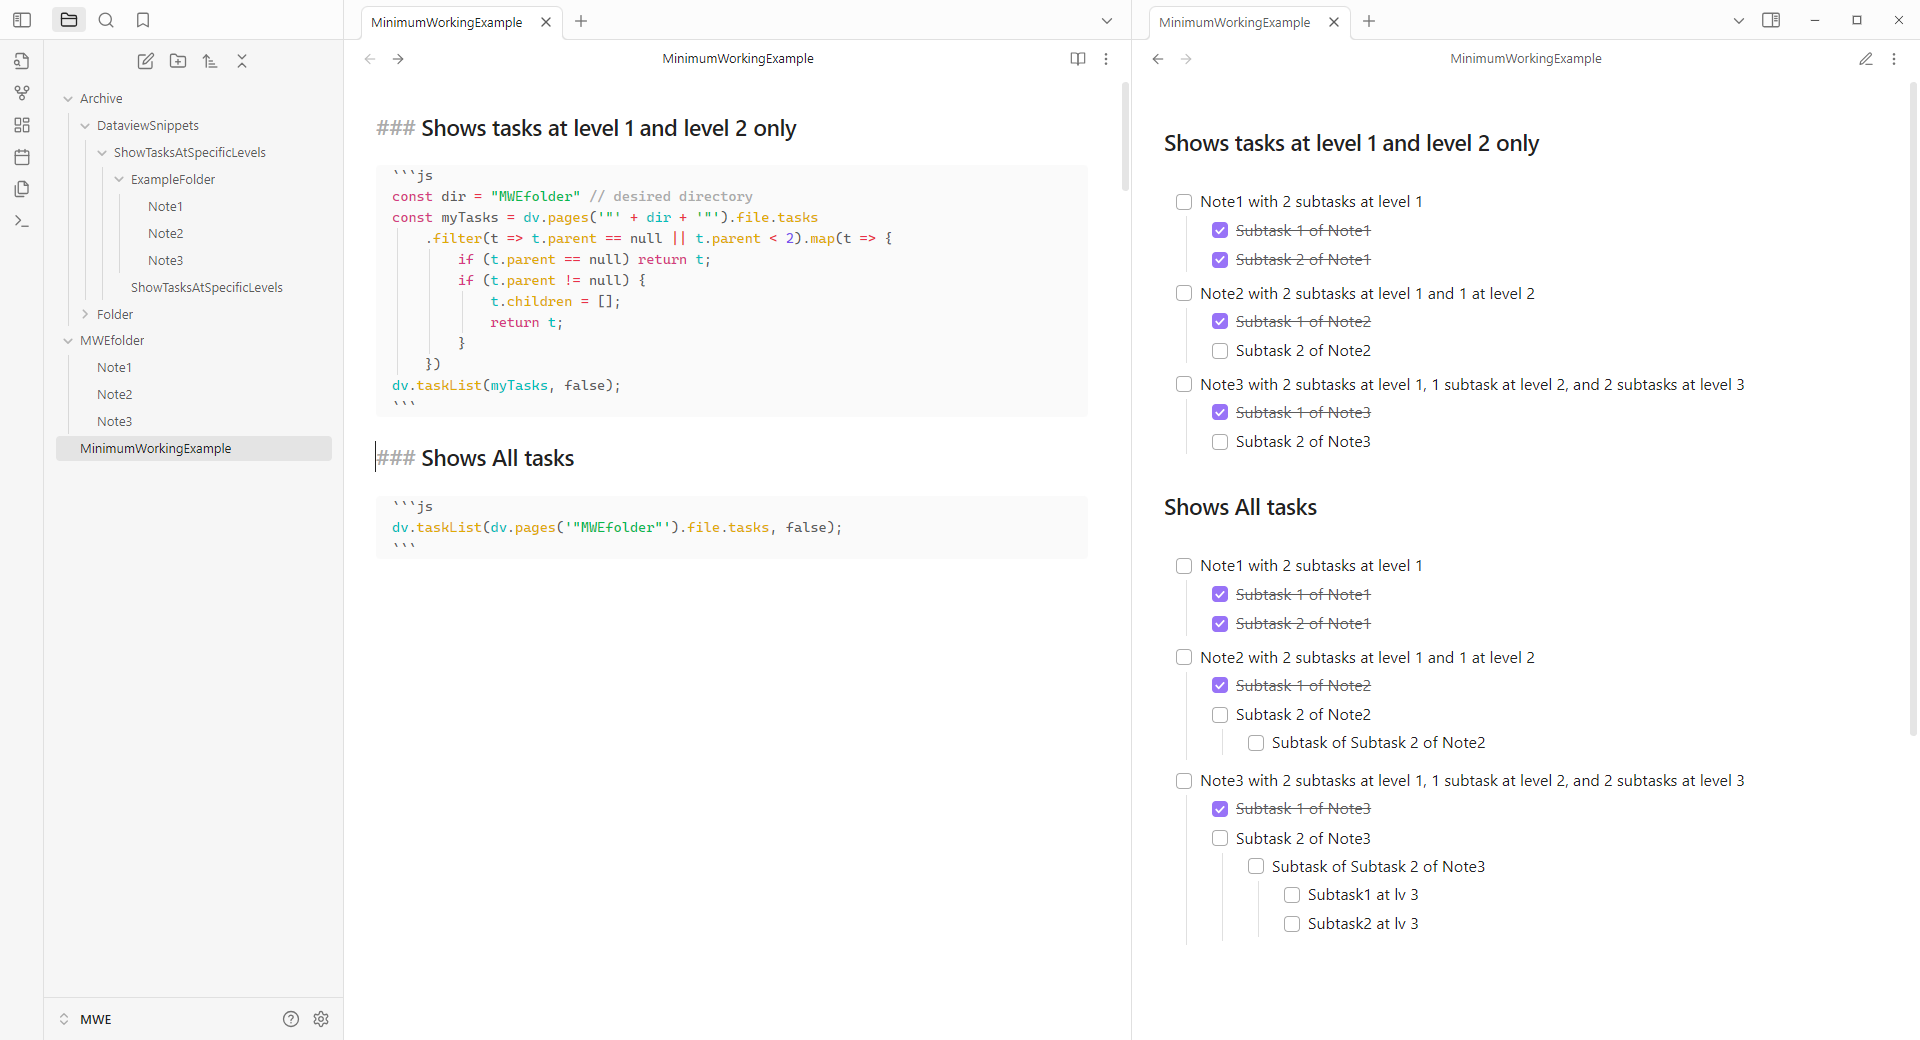 Archive
DataviewSnippets
ShowTasksAtSpecificLevels
ExampleFolder
Note1
Note2
Note3
ShowTasksAtSpecificLevels
Folder
MWEfolder
Note1
Note2
Note3
MinimumWorkingExample
MWE
MinimumWorkingExample
MinimumWorkingExample
### Shows tasks at level 1 and level 2 only
```js
const dir = "MWEfolder" // desired directory
const myTasks = dv.pages('"' + dir + '"').file.tasks
.filter(t => t.parent == null || t.parent < 2).map(t => {
if (t.parent == null) return t;
if (t.parent != null) {
t.children = [];
return t;
}
})
dv.taskList(myTasks, false);
```
### Shows All tasks
```js
dv.taskList(dv.pages('"MWEfolder"').file.tasks, false);
```
MinimumWorkingExample
MinimumWorkingExample
Shows tasks at level 1 and level 2 only
Note1 with 2 subtasks at level 1
Subtask 1 of Note1
Subtask 2 of Note1
Note2 with 2 subtasks at level 1 and 1 at level 2
Subtask 1 of Note2
Subtask 2 of Note2
Note3 with 2 subtasks at level 1, 1 subtask at level 2, and 2 subtasks at level 3
Subtask 1 of Note3
Subtask 2 of Note3
Shows All tasks
Note1 with 2 subtasks at level 1
Subtask 1 of Note1
Subtask 2 of Note1
Note2 with 2 subtasks at level 1 and 1 at level 2
Subtask 1 of Note2
Subtask 2 of Note2
Subtask of Subtask 2 of Note2
Note3 with 2 subtasks at level 1, 1 subtask at level 2, and 2 subtasks at level 3
Subtask 1 of Note3
Subtask 2 of Note3
Subtask of Subtask 2 of Note3
Subtask1 at lv 3
Subtask2 at lv 3